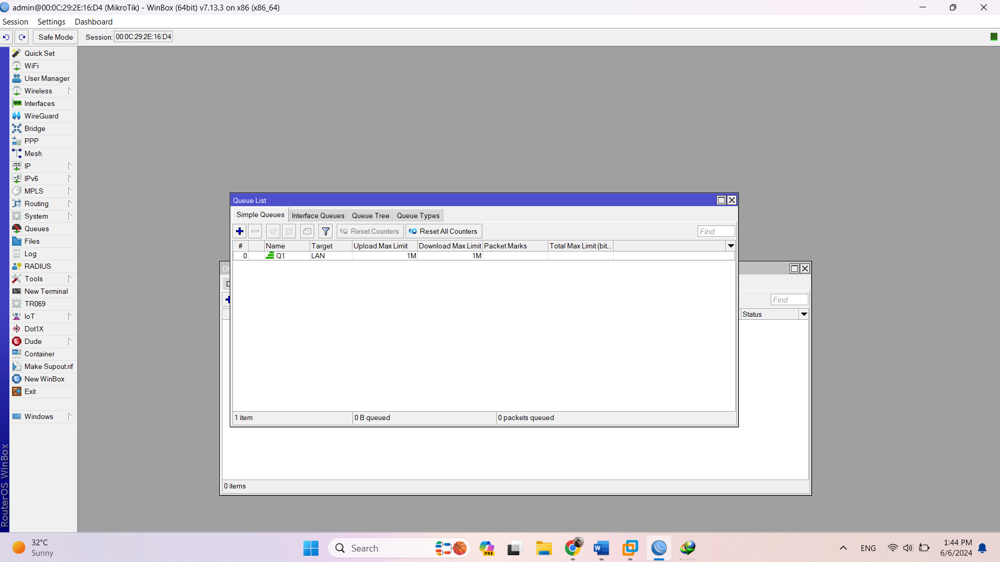 admin@00:0C:29:2E:16:D4 (MikroTik) - WinBox (64bit) v7.13.3 on x86 (x86_64)
Session Settings Dashboard
Safe Mode Session: 00:0C:29:2E:16:D4
Quick Set
WiFi
User Manager
Wireless
Interfaces
WireGuard
Bridge
PPP
Mesh
IP
IPv6
MPLS
Routing
System
Queues
Files
Log
RADIUS
Tools
New Terminal
TR069
IoT
Dot1X
Dude
Container
Make Supout.rif
New WinBox
Exit
Windows
RouterOS WinBox
Queue List
Simple Queues Interface Queues Queue Tree Queue Types
Reset Counters Reset All Counters Find
# Name Target Upload Max Limit Download Max Limit Packet Marks Total Max Limit (bit...
0 Q1 LAN 1M 1M
1 item 0 B queued 0 packets queued
Find
Status
0 items
32°C
Sunny
Search
PRE
ENG
1:44 PM
6/6/2024